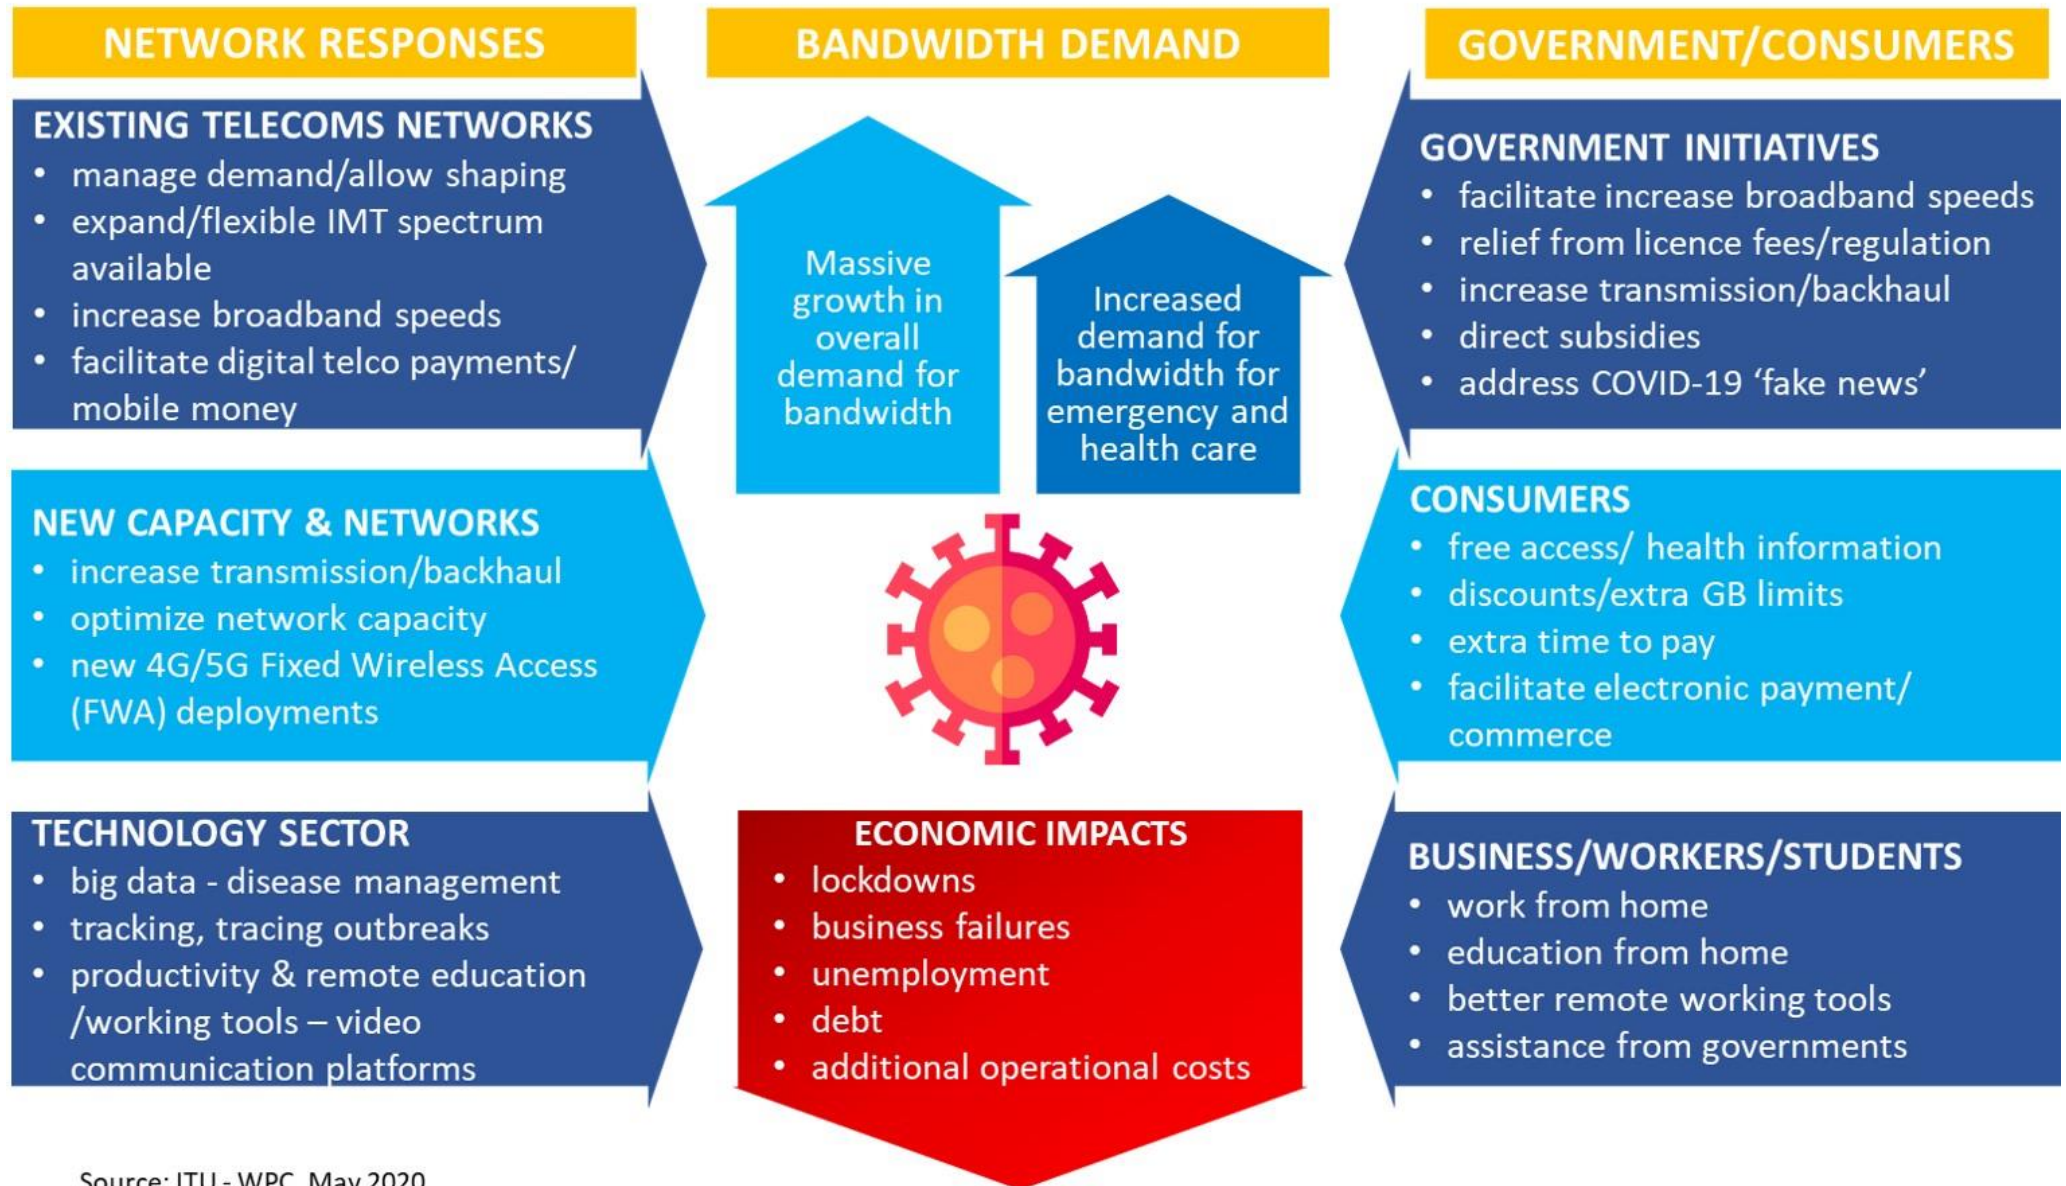 NETWORK RESPONSES
EXISTING TELECOMS NETWORKS
• manage demand/allow shaping
• expand/flexible IMT spectrum
available
• increase broadband speeds
• facilitate digital telco payments/
mobile money
NEW CAPACITY & NETWORKS
• increase transmission/backhaul
• optimize network capacity
• new 4G/5G Fixed Wireless Access
(FWA) deployments
TECHNOLOGY SECTOR
• big data - disease management
• tracking, tracing outbreaks
• productivity & remote education
/working tools – video
communication platforms
BANDWIDTH DEMAND
Massive
growth in
overall
demand for
bandwidth
Increased
demand for
bandwidth for
emergency and
health care
ECONOMIC IMPACTS
• lockdowns
• business failures
• unemployment
• debt
• additional operational costs
GOVERNMENT/CONSUMERS
GOVERNMENT INITIATIVES
• facilitate increase broadband speeds
• relief from licence fees/regulation
• increase transmission/backhaul
• direct subsidies
• address COVID-19 ‘fake news’
CONSUMERS
• free access/ health information
• discounts/extra GB limits
• extra time to pay
• facilitate electronic payment/
commerce
BUSINESS/WORKERS/STUDENTS
• work from home
• education from home
• better remote working tools
• assistance from governments
Source: ITU - WPC, May 2020